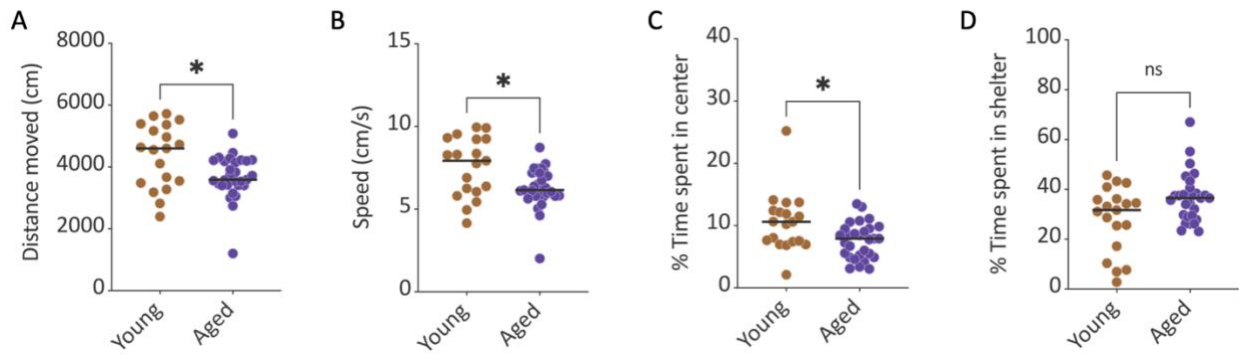 A
Distance moved (cm)
8000
6000
4000
2000
0
*
Young
Aged
B
Speed (cm/s)
15
10
5
0
*
Young
Aged
C
% Time spent in center
40
30
20
10
0
*
Young
Aged
D
% Time spent in shelter
100
80
60
40
20
0
ns
Young
Aged